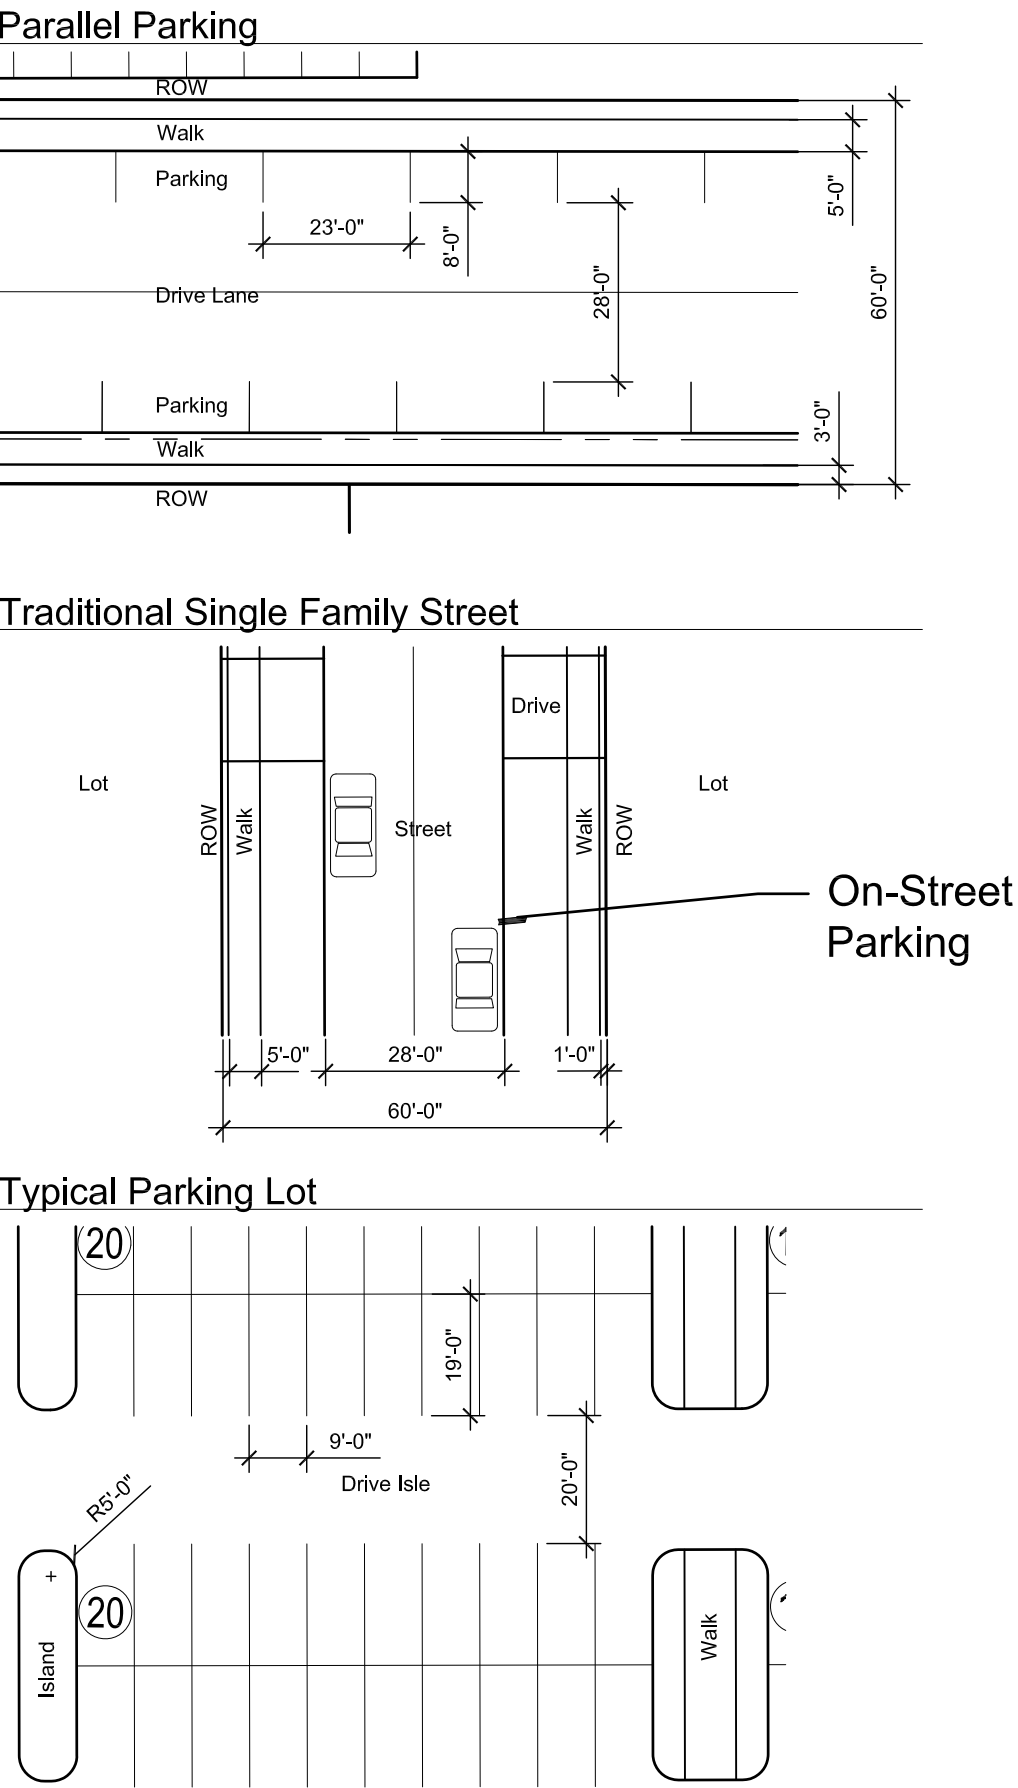 Parallel Parking
ROW
Walk
Parking
23'-0"
8'-0"
5'-0"
Drive Lane
28'-0"
60'-0"
Parking
3'-0"
Walk
ROW
Traditional Single Family Street
Drive
Lot
Lot
ROW
Walk
Street
Walk
ROW
On-Street
Parking
5'-0"
28'-0"
1'-0"
60'-0"
Typical Parking Lot
20
19'-0"
9'-0"
Drive Isle
20'-0"
R5'-0"
20
Island
Walk